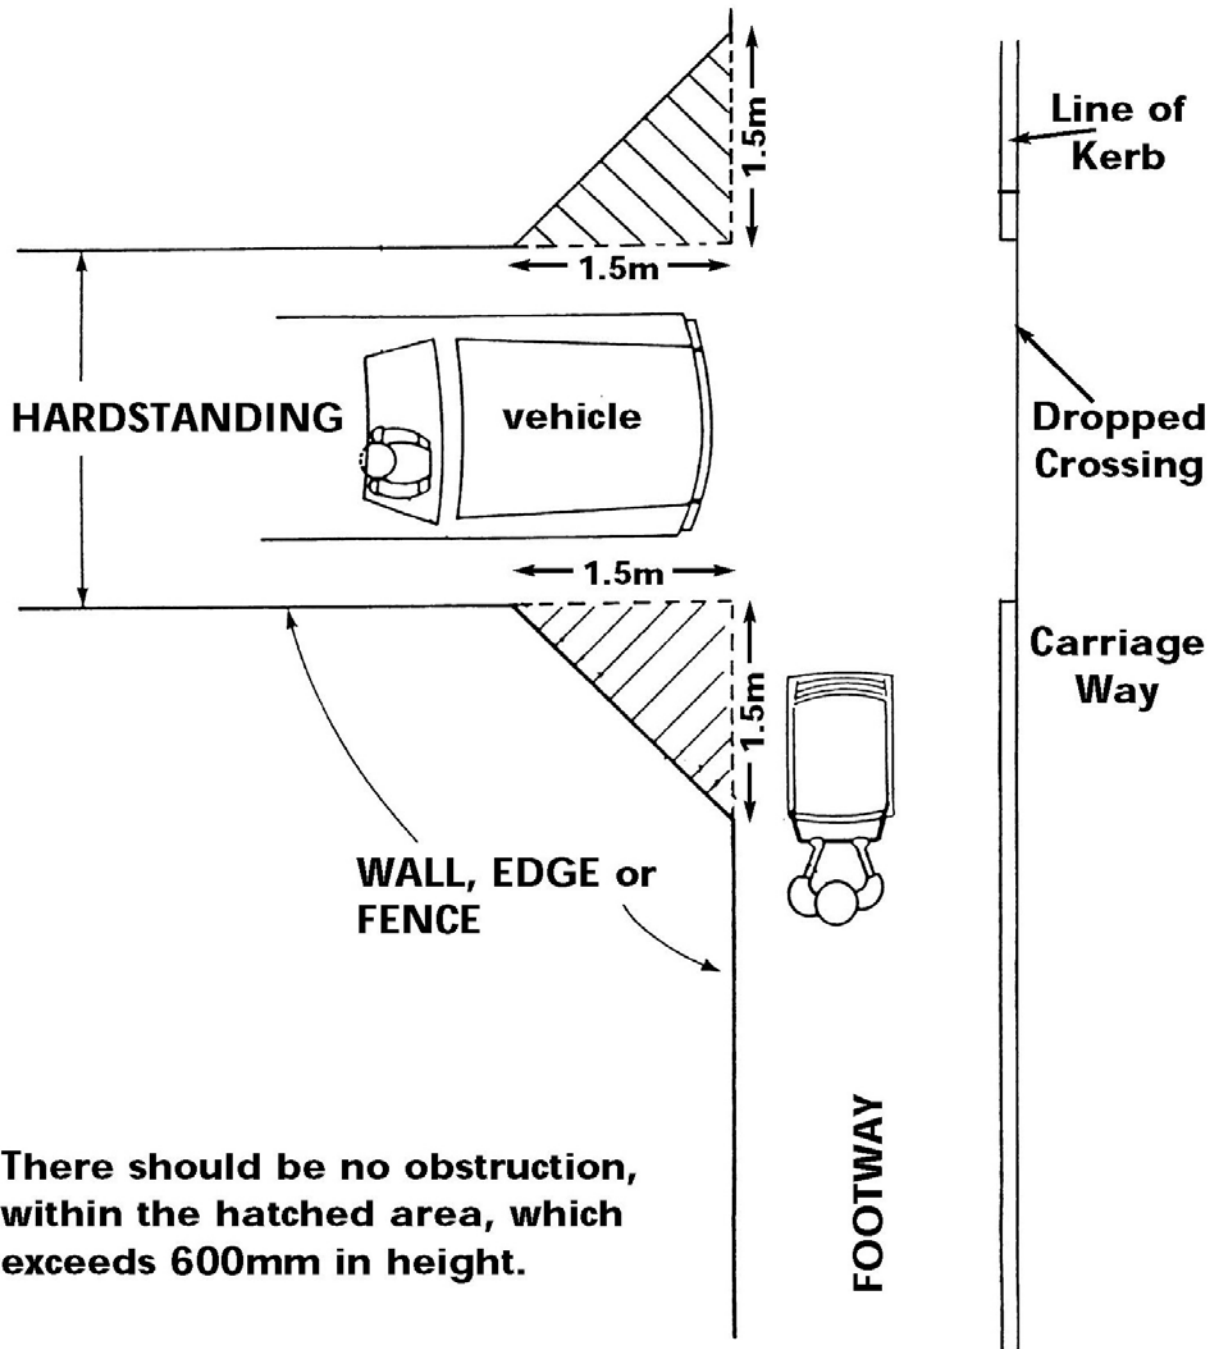 1.5m
Line of
Kerb
1.5m
HARDSTANDING
vehicle
Dropped
Crossing
1.5m
Carriage
Way
1.5m
WALL, EDGE or
FENCE
FOOTWAY
There should be no obstruction,
within the hatched area, which
exceeds 600mm in height.